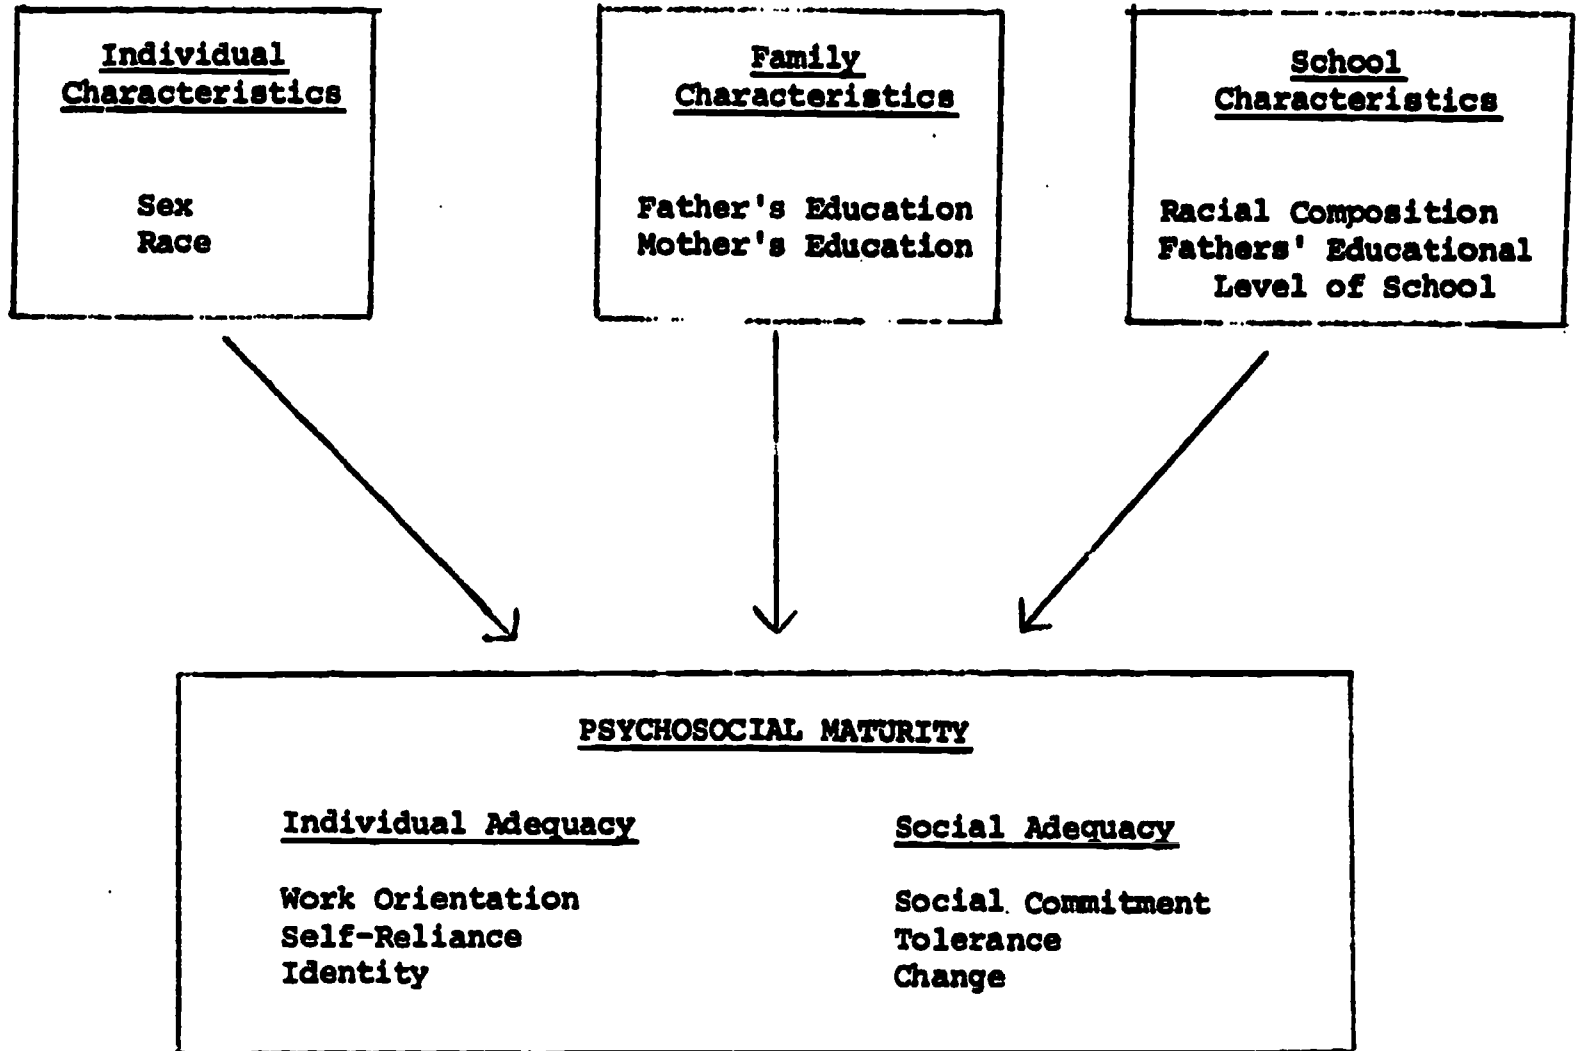 Individual
Characteristics
Sex
Race
Family
Characteristics
Father's Education
Mother's Education
School
Characteristics
Racial Composition
Fathers' Educational
Level of School
PSYCHOSOCIAL MATURITY
Individual Adequacy
Work Orientation
Self-Reliance
Identity
Social Adequacy
Social Commitment
Tolerance
Change